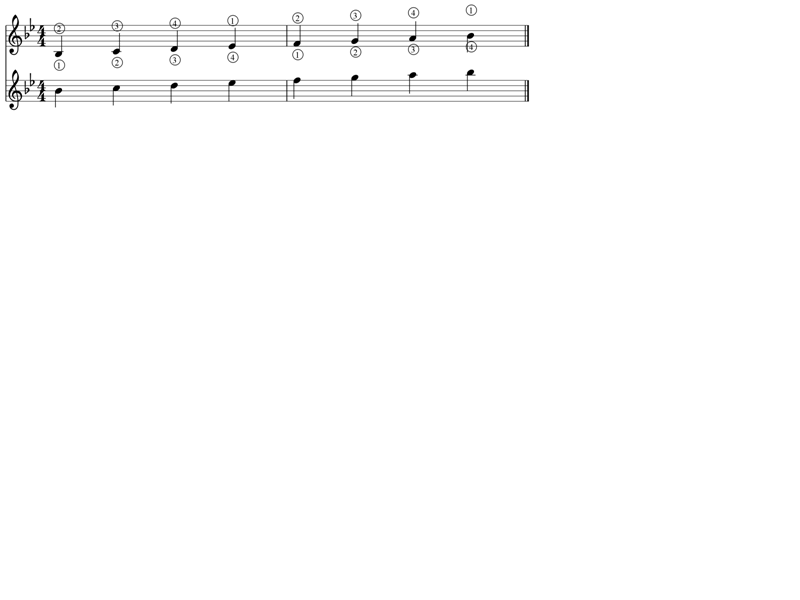 4 4 ② ③ ④ ① ② ③ ④ ①
4 4 ① ② ③ ④ ① ② ③ ④